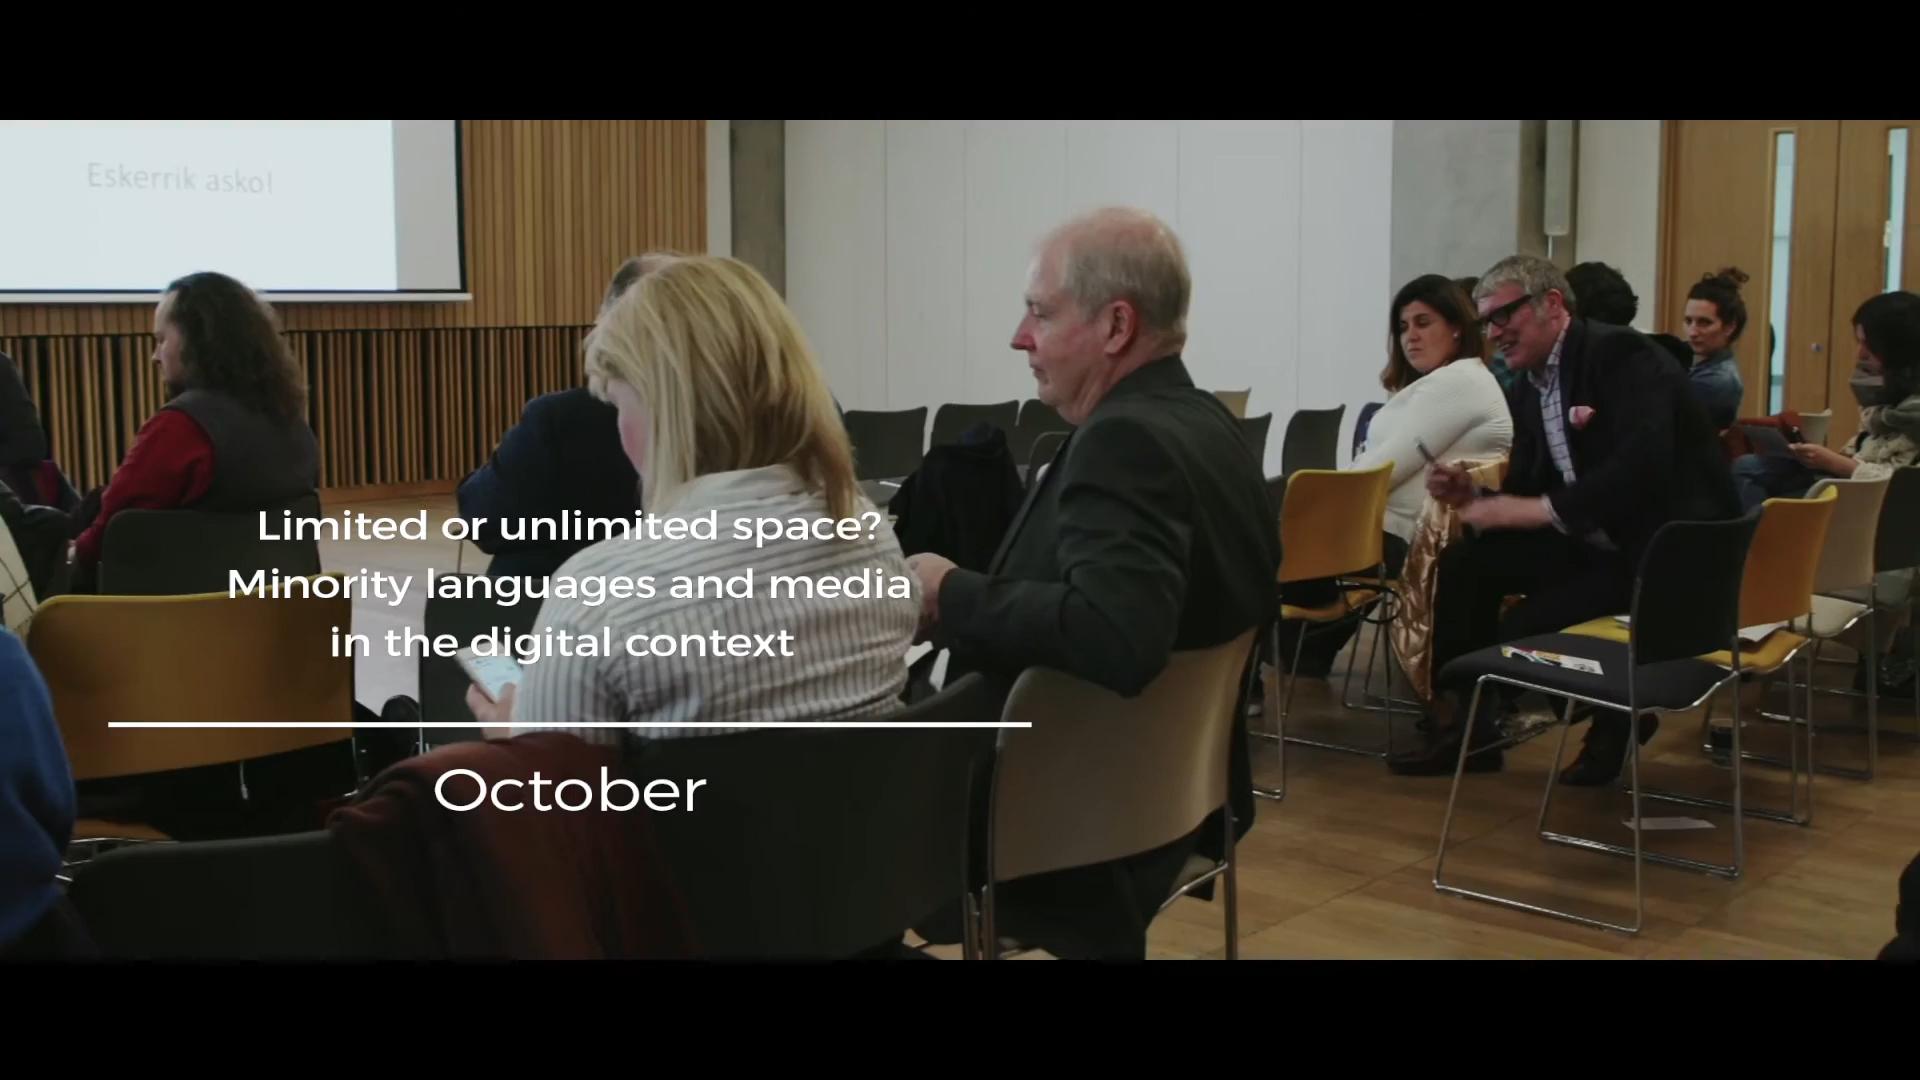 Eskerrik asko!
Limited or unlimited space?
Minority languages and media
in the digital context
October